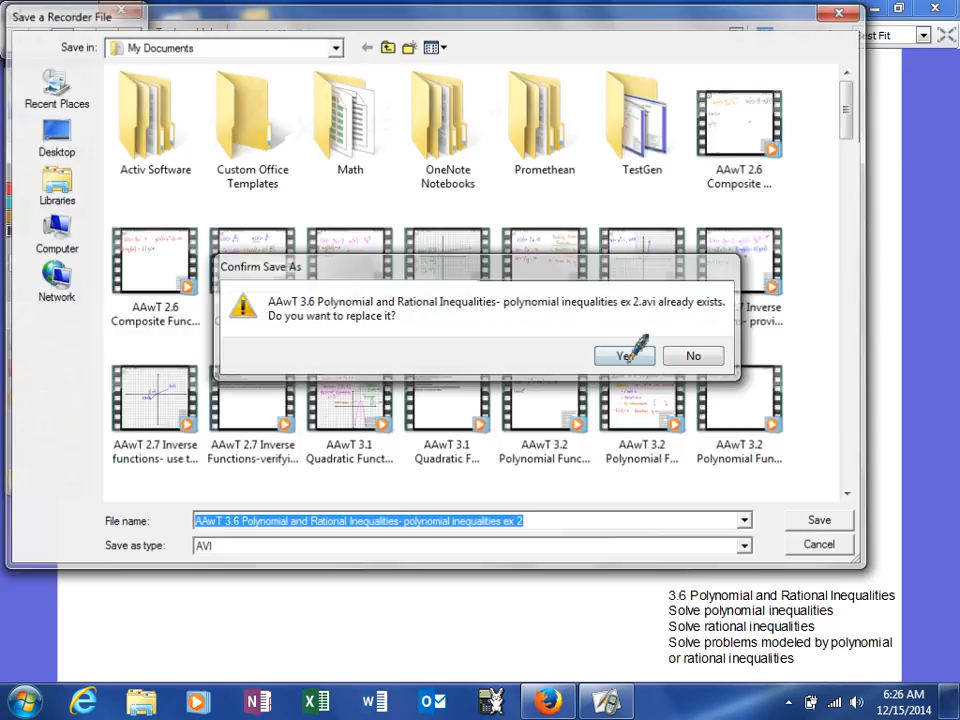 Save a Recorder File
Best Fit
Save in:
My Documents
Recent Places
Desktop
Libraries
Computer
Network
Activ Software
Custom Office
Templates
Math
OneNote
Notebooks
Promethean
TestGen
AAwT 2.6
Composite ...
AAwT 2.6
Composite Func...
Inverse
- provi...
Confirm Save As
AAwT 3.6 Polynomial and Rational Inequalities- polynomial inequalities ex 2.avi already exists.
Do you want to replace it?
Yes
No
AAwT 2.7 Inverse
functions- use t...
AAwT 2.7 Inverse
Functions-verifyi...
AAwT 3.1
Quadratic Funct...
AAwT 3.1
Quadratic F...
AAwT 3.2
Polynomial Func...
AAwT 3.2
Polynomial F...
AAwT 3.2
Polynomial Fun...
File name:
AAwT 3.6 Polynomial and Rational Inequalities- polynomial inequalities ex 2
Save
Save as type:
AVI
Cancel
3.6 Polynomial and Rational Inequalities
Solve polynomial inequalities
Solve rational inequalities
Solve problems modeled by polynomial
or rational inequalities
6:26 AM
12/15/2014